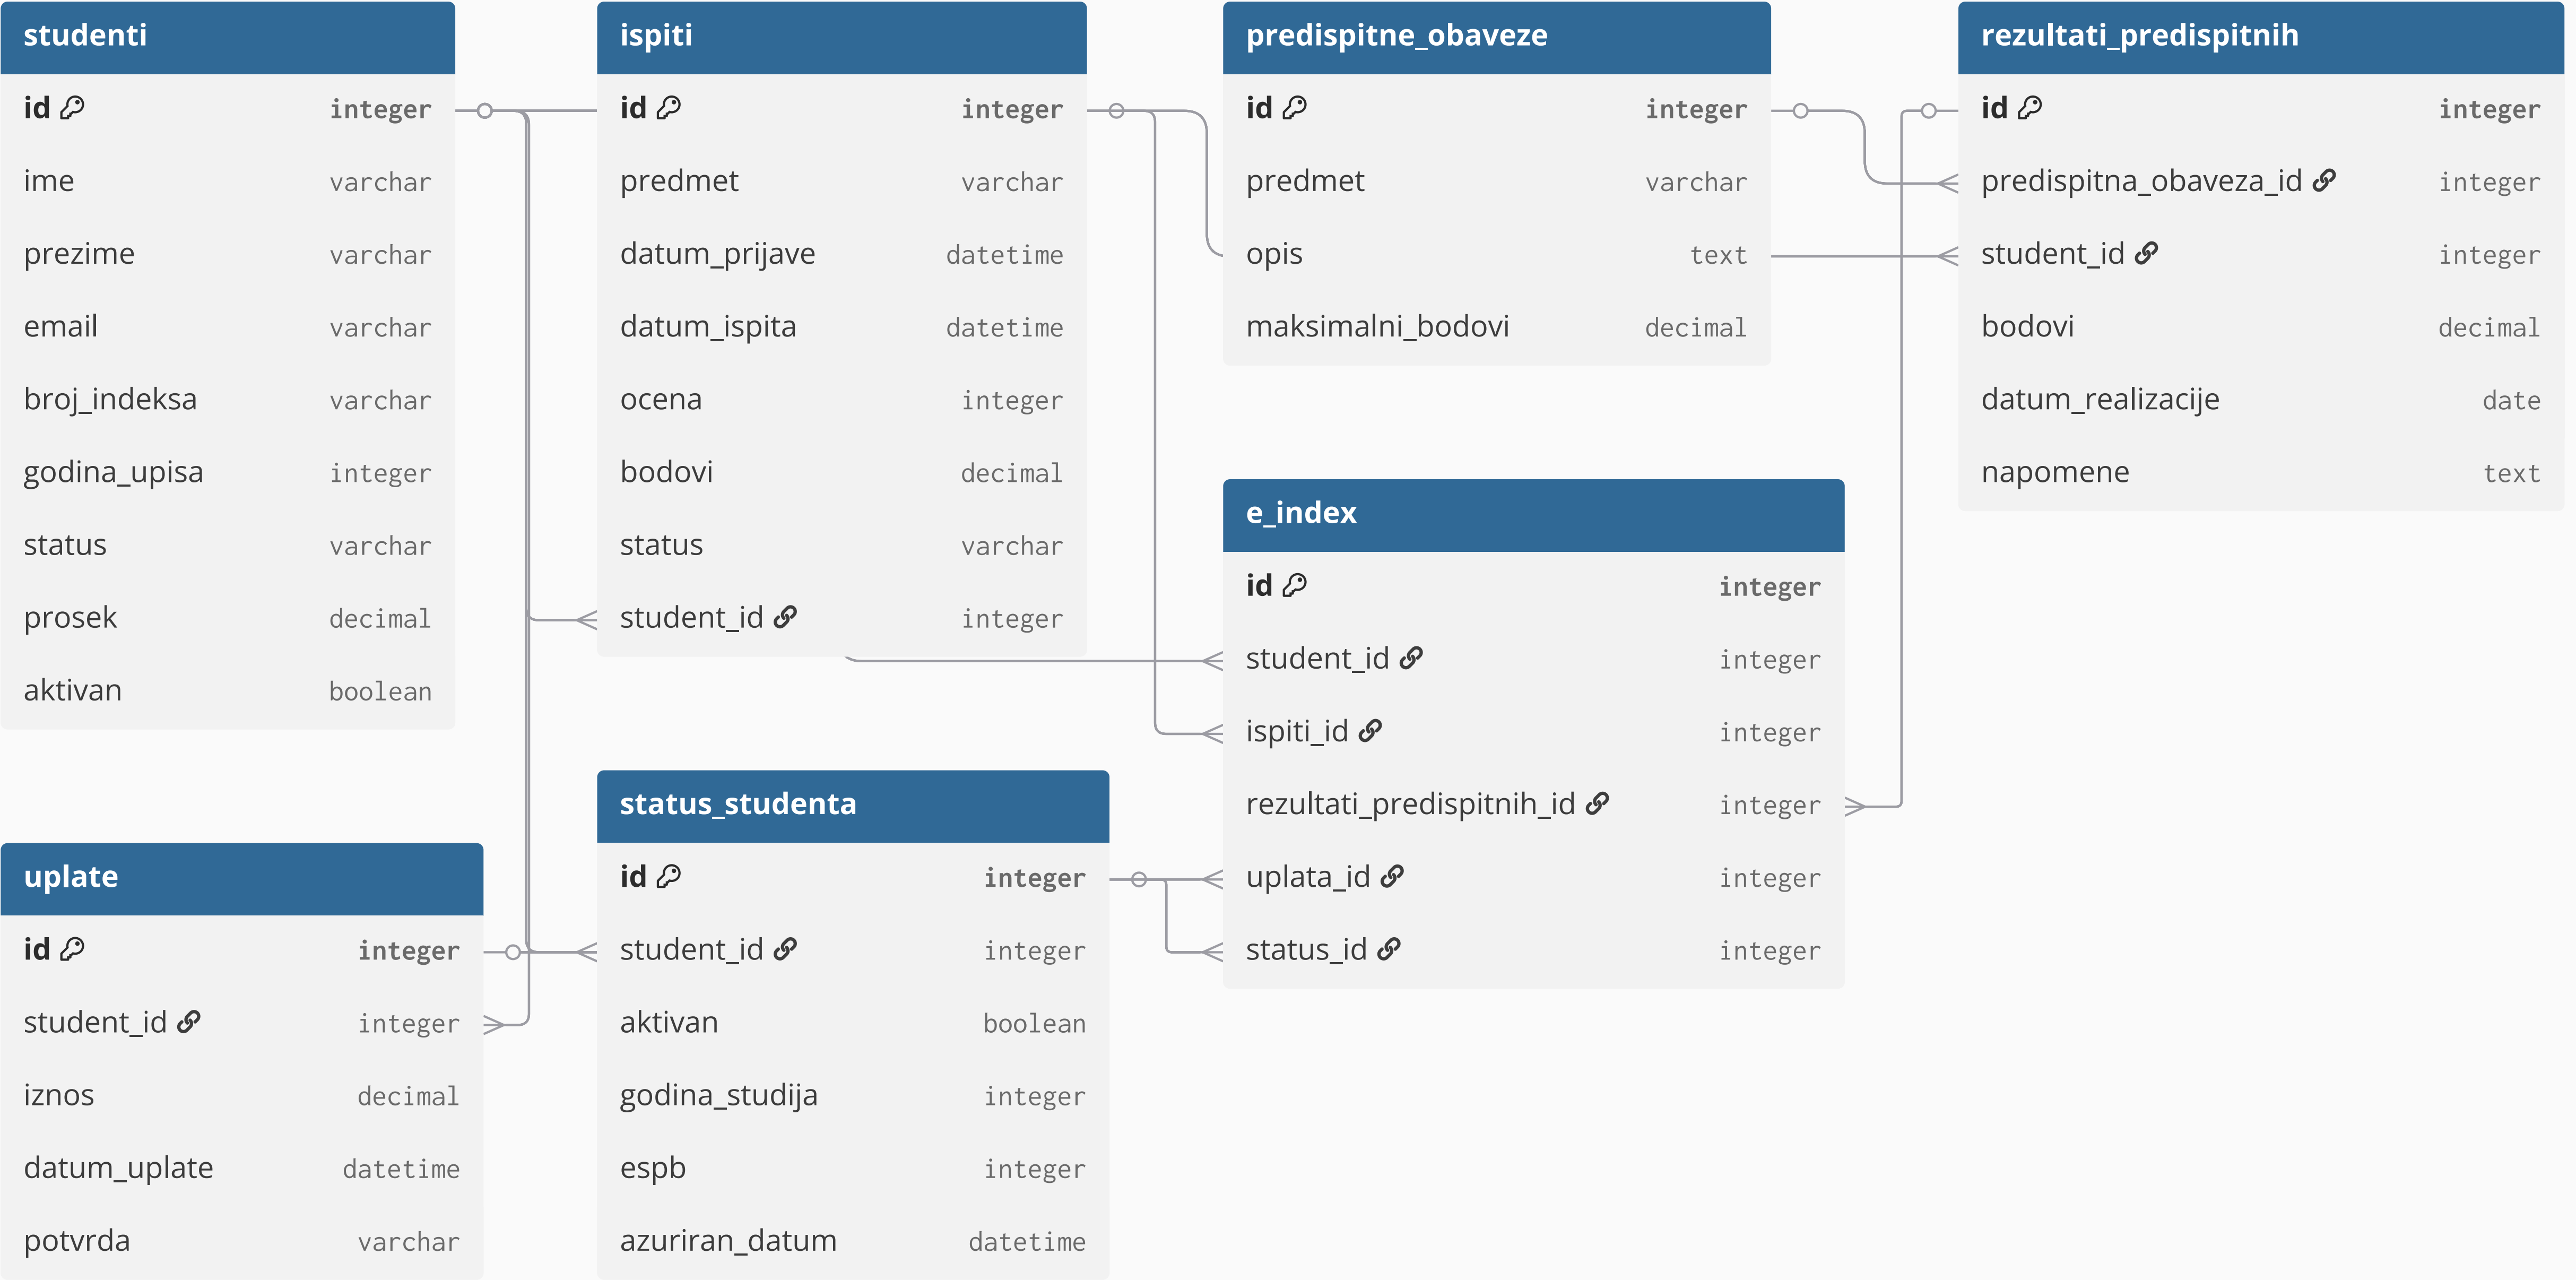 studenti
id integer
ime varchar
prezime varchar
email varchar
broj_indeksa varchar
godina_upisa integer
status varchar
prosek decimal
aktivan boolean
ispiti
id integer
predmet varchar
datum_prijave datetime
datum_ispita datetime
ocena integer
bodovi decimal
status varchar
student_id integer
predispitne_obaveze
id integer
predmet varchar
opis text
maksimalni_bodovi decimal
rezultati_predispitnih
id integer
predispitna_obaveza_id integer
student_id integer
bodovi decimal
datum_realizacije date
napomene text
e_index
id integer
student_id integer
ispiti_id integer
rezultati_predispitnih_id integer
uplata_id integer
status_id integer
uplate
id integer
student_id integer
iznos decimal
datum_uplate datetime
potvrda varchar
status_studenta
id integer
student_id integer
aktivan boolean
godina_studija integer
espb integer
azuriran_datum datetime